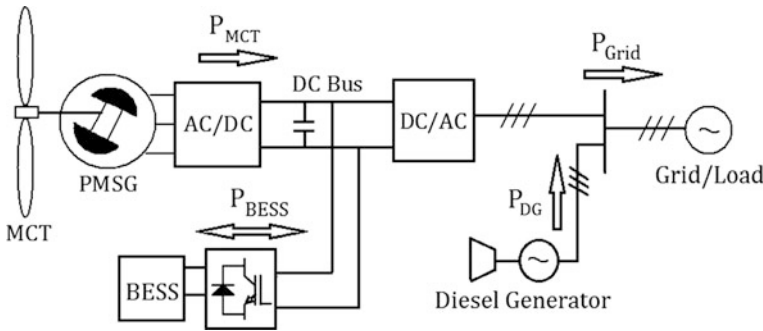 P_MCT
P_Grid
DC Bus
AC/DC
DC/AC
PMSG
MCT
P_BESS
P_DG
Grid/Load
BESS
Diesel Generator